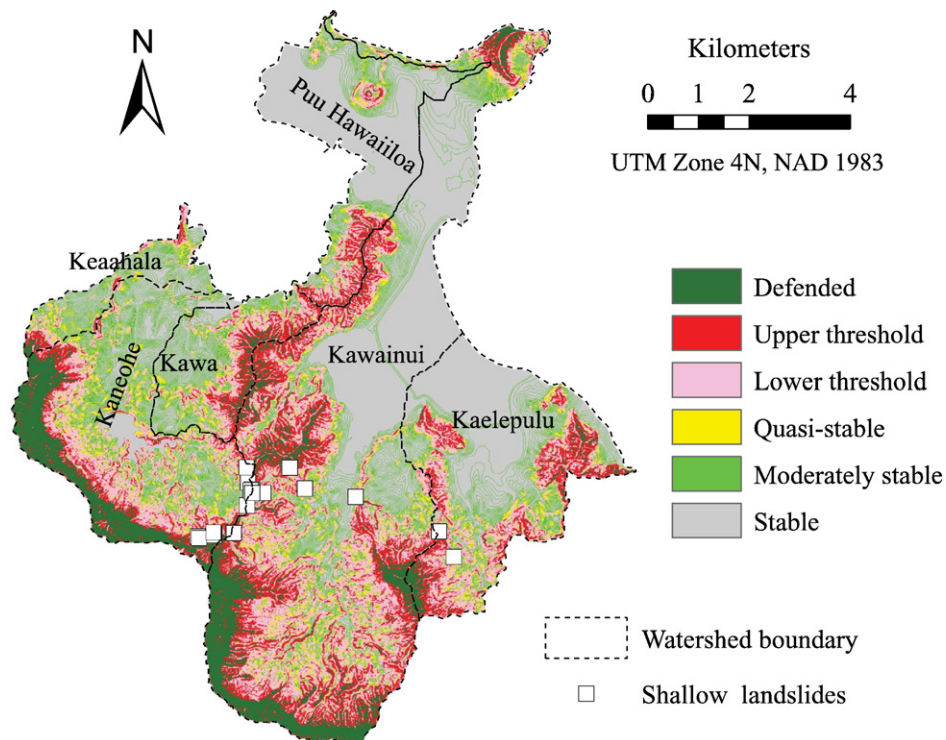 N
Kilometers
0 1 2 4
UTM Zone 4N, NAD 1983
Puu Hawaiiloa
Keaahala
Kaneohe
Kawa
Kawainui
Kaelepulu
Defended
Upper threshold
Lower threshold
Quasi-stable
Moderately stable
Stable
Watershed boundary
Shallow landslides